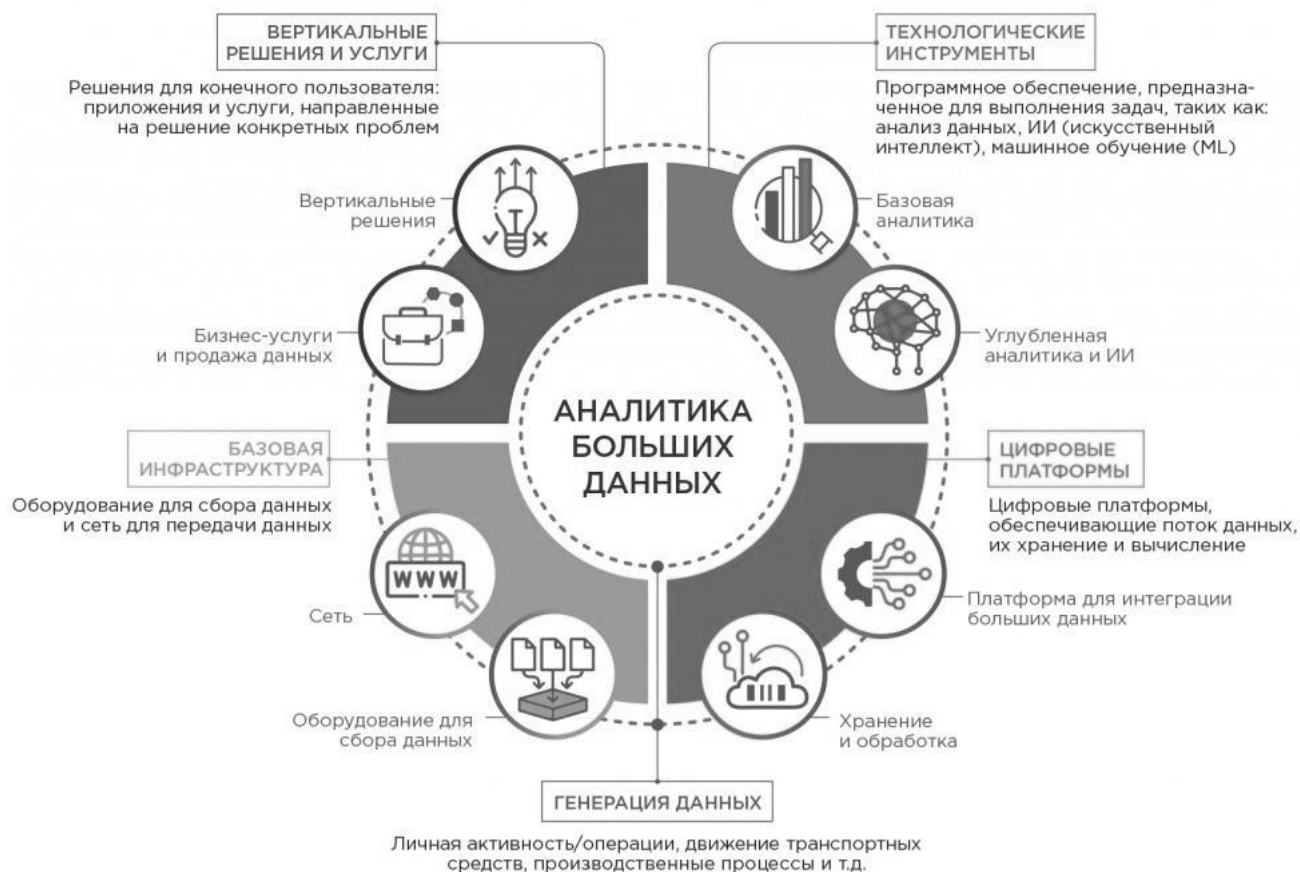 ВЕРТИКАЛЬНЫЕ
РЕШЕНИЯ И УСЛУГИ
Решения для конечного пользователя:
приложения и услуги, направленные
на решение конкретных проблем
ТЕХНОЛОГИЧЕСКИЕ
ИНСТРУМЕНТЫ
Программное обеспечение, предназна-
ченное для выполнения задач, таких как:
анализ данных, ИИ (искусственный
интеллект), машинное обучение (ML)
Вертикальные
решения
Базовая
аналитика
Бизнес-услуги
и продажа данных
Углубленная
аналитика и ИИ
АНАЛИТИКА
БОЛЬШИХ
ДАННЫХ
БАЗОВАЯ
ИНФРАСТРУКТУРА
Оборудование для сбора данных
и сеть для передачи данных
ЦИФРОВЫЕ
ПЛАТФОРМЫ
Цифровые платформы,
обеспечивающие поток данных,
их хранение и вычисление
WWW
Сеть
Платформа для интеграции
больших данных
Оборудование для
сбора данных
Хранение
и обработка
ГЕНЕРАЦИЯ ДАННЫХ
Личная активность/операции, движение транспортных
средств, производственные процессы и т.д.